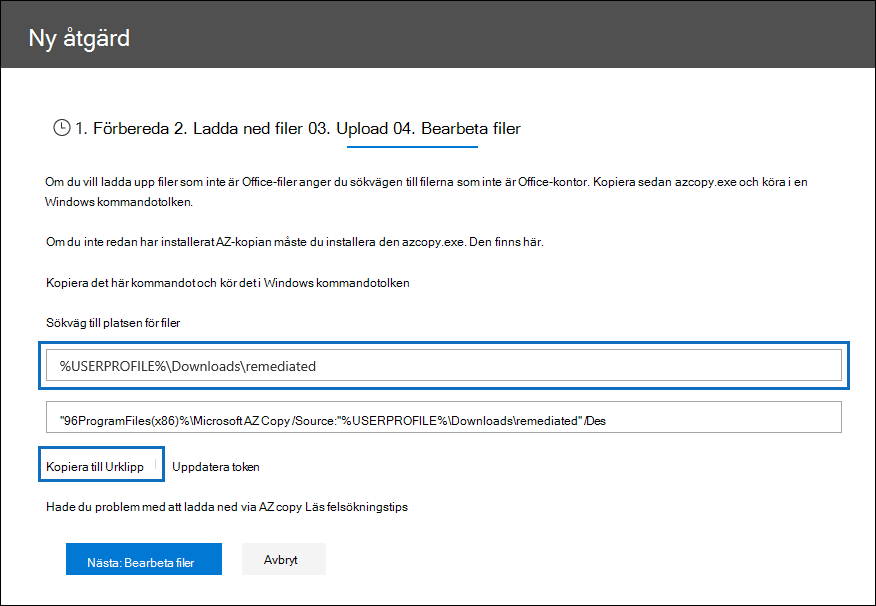 Ny åtgärd
1. Förbereda 2. Ladda ned filer 03. Upload 04. Bearbeta filer
Om du vill ladda upp filer som inte är Office-filer anger du sökvägen till filerna som inte är Office-kontor. Kopiera sedan azcopy.exe och köra i en
Windows kommandotolken.
Om du inte redan har installerat AZ-kopian måste du installera den azcopy.exe. Den finns här.
Kopiera det här kommandot och kör det i Windows kommandotolken
Sökväg till platsen för filer
%USERPROFILE%\Downloads\remediated
"96ProgramFiles(x86)%\Microsoft AZ Copy /Source:"%USERPROFILE%\Downloads\remediated" /Des
Kopiera till Urklipp Uppdatera token
Hade du problem med att ladda ned via AZ copy Läs felsökningstips
Nästa: Bearbeta filer Avbryt